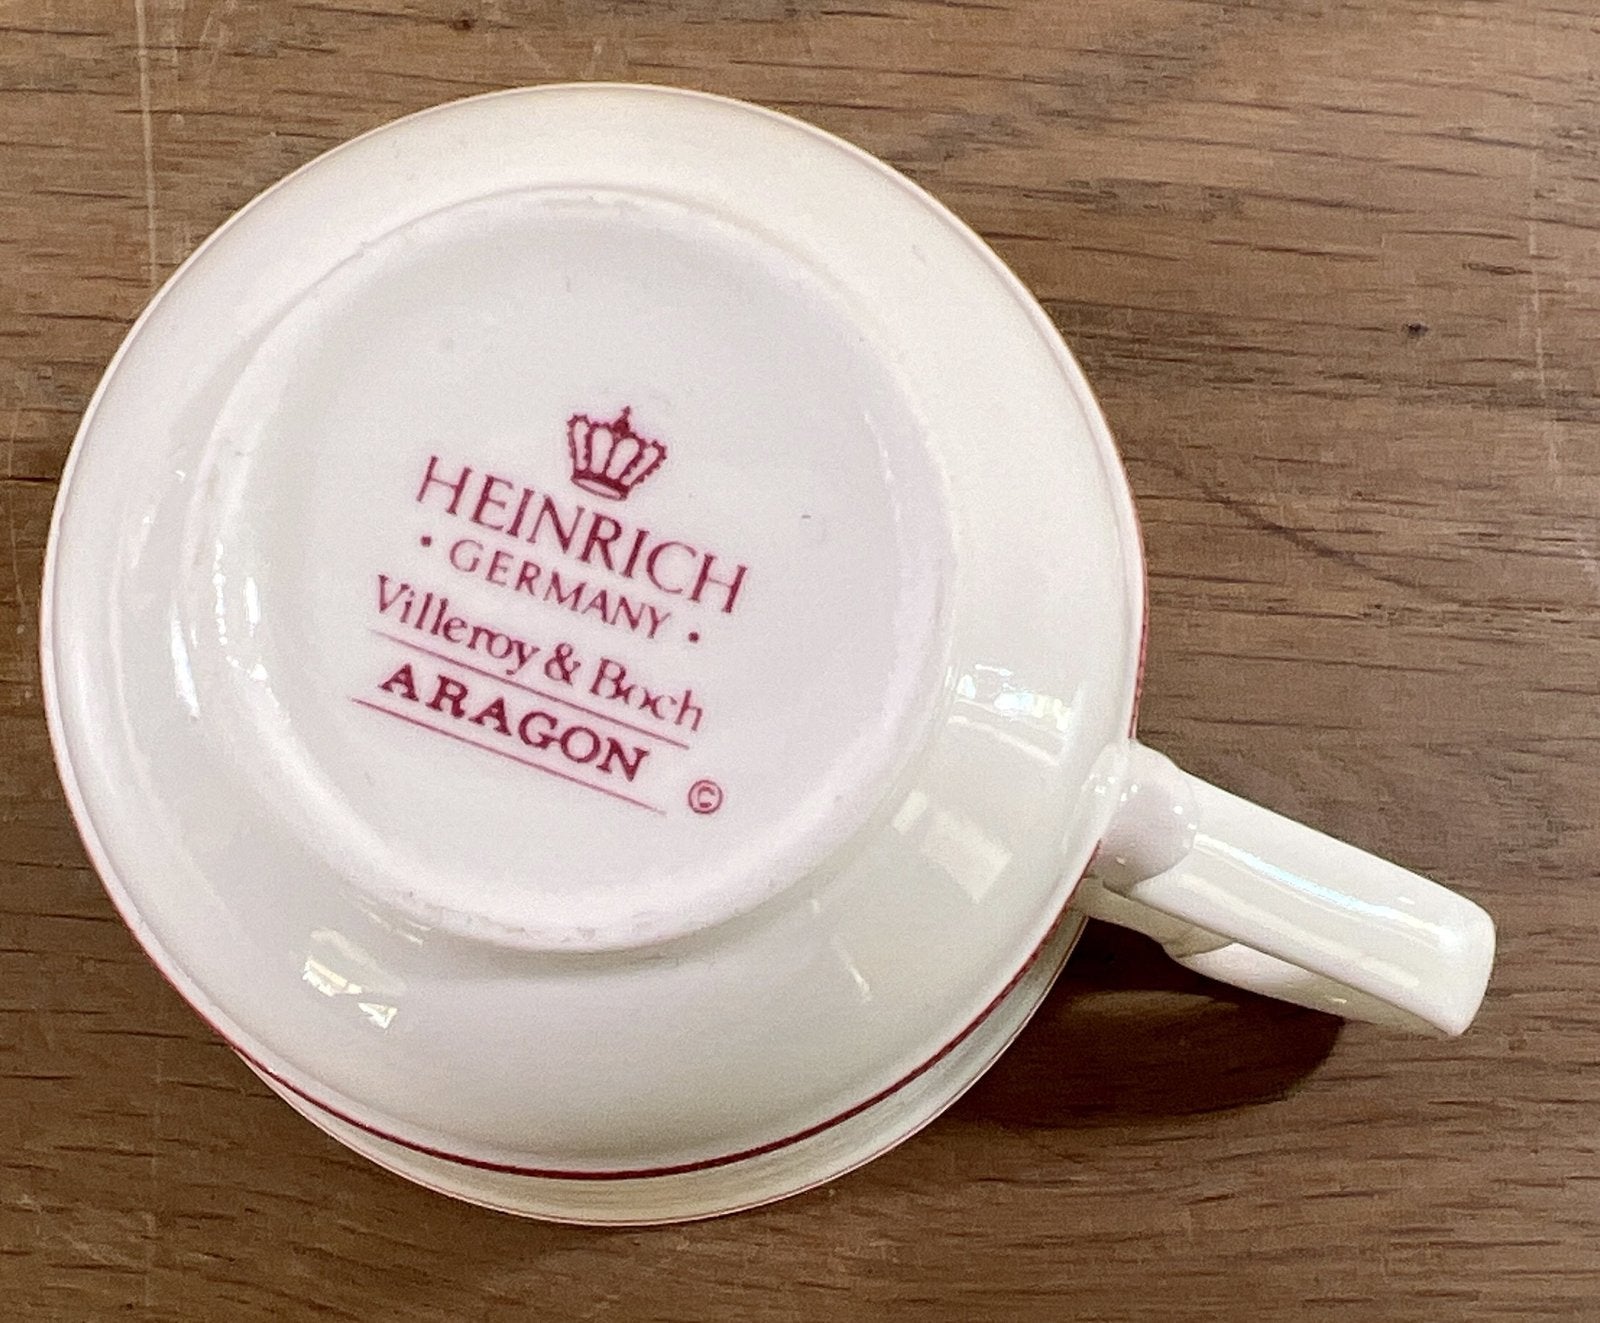 HEINRICH
• GERMANY •
Villeroy & Boch
ARAGON
©